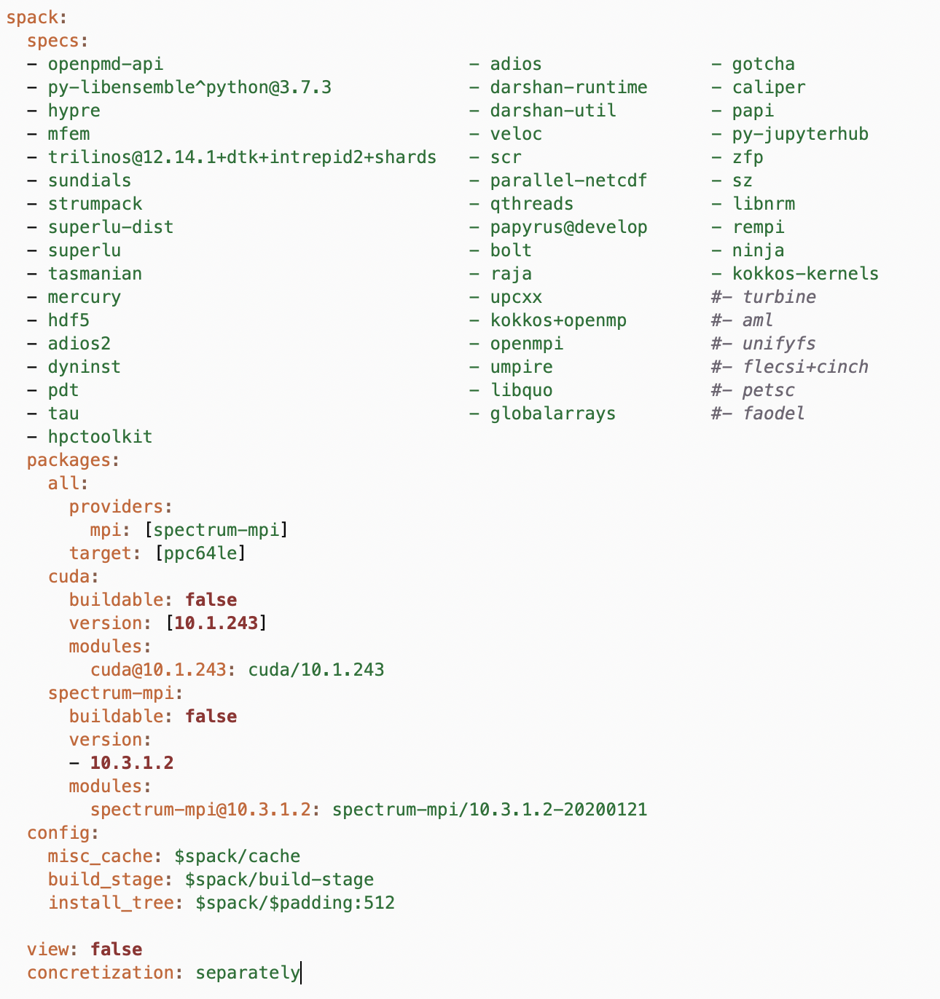 spack:
specs:
- openpmd-api
- py-libensemble^python@3.7.3
- hypre
- mfem
- trilinos@12.14.1+dtk+intrepid2+shards
- sundials
- strumpack
- superlu-dist
- superlu
- tasmanian
- mercury
- hdf5
- adios2
- dyninst
- pdt
- tau
- hpctoolkit
- adios
- darshan-runtime
- darshan-util
- veloc
- scr
- parallel-netcdf
- qthreads
- papyrus@develop
- bolt
- raja
- upcxx
- kokkos+openmp
- openmpi
- umpire
- libquo
- globalarrays
- gotcha
- caliper
- papi
- py-jupyterhub
- zfp
- sz
- libnrm
- rempi
- ninja
- kokkos-kernels
#- turbine
#- aml
#- unifyfs
#- flecsi+cinch
#- petsc
#- faodel
packages:
all:
providers:
mpi: [spectrum-mpi]
target: [ppc64le]
cuda:
buildable: false
version: [10.1.243]
modules:
cuda@10.1.243: cuda/10.1.243
spectrum-mpi:
buildable: false
version:
- 10.3.1.2
modules:
spectrum-mpi@10.3.1.2: spectrum-mpi/10.3.1.2-20200121
config:
misc_cache: $spack/cache
build_stage: $spack/build-stage
install_tree: $spack/$padding:512
view: false
concretization: separately